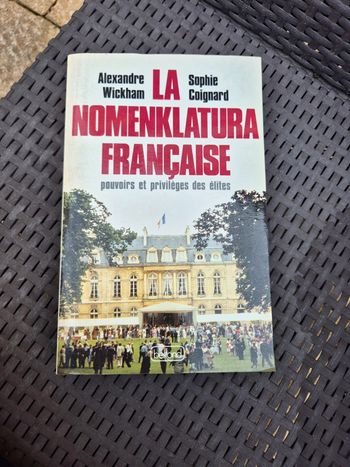 Alexandre Wickham
Sophie Coignard
LA
NOMENKLATURA
FRANÇAISE
pouvoirs et privilèges des élites
belfond